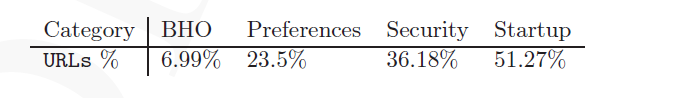 Category BHO Preferences Security Startup
URLs % 6.99% 23.5% 36.18% 51.27%